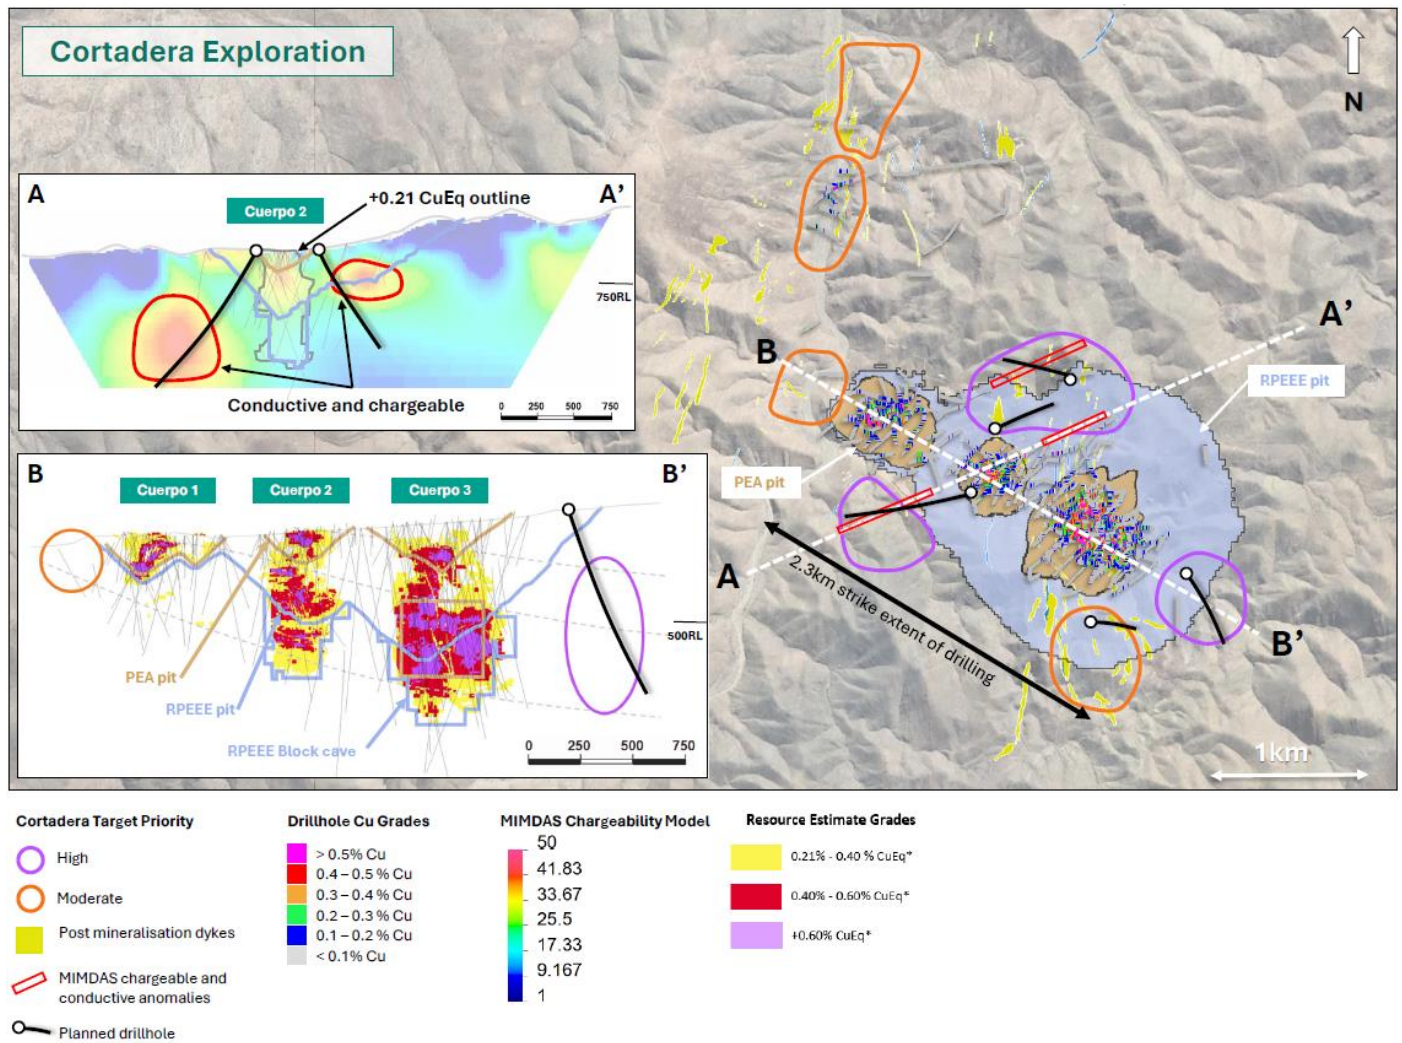 Cortadera Exploration
N
A
A'
Cuerpo 2
+0.21 CuEq outline
750RL
Conductive and chargeable
0 250 500 750
B
B'
Cuerpo 1
Cuerpo 2
Cuerpo 3
500RL
PEA pit
RPEEE pit
RPEEE Block cave
0 250 500 750
A'
B
RPEEE pit
PEA pit
A
2.3km strike extent of drilling
B'
1km
Cortadera Target Priority
High
Moderate
Post mineralisation dykes
MIMDAS chargeable and
conductive anomalies
Planned drillhole
Drillhole Cu Grades
> 0.5% Cu
0.4 – 0.5 % Cu
0.3 – 0.4 % Cu
0.2 – 0.3% Cu
0.1 – 0.2 % Cu
< 0.1% Cu
MIMDAS Chargeability Model
50
41.83
33.67
25.5
17.33
9.167
1
Resource Estimate Grades
0.21% - 0.40 % CuEq*
0.40% - 0.60% CuEq*
+0.60% CuEq*